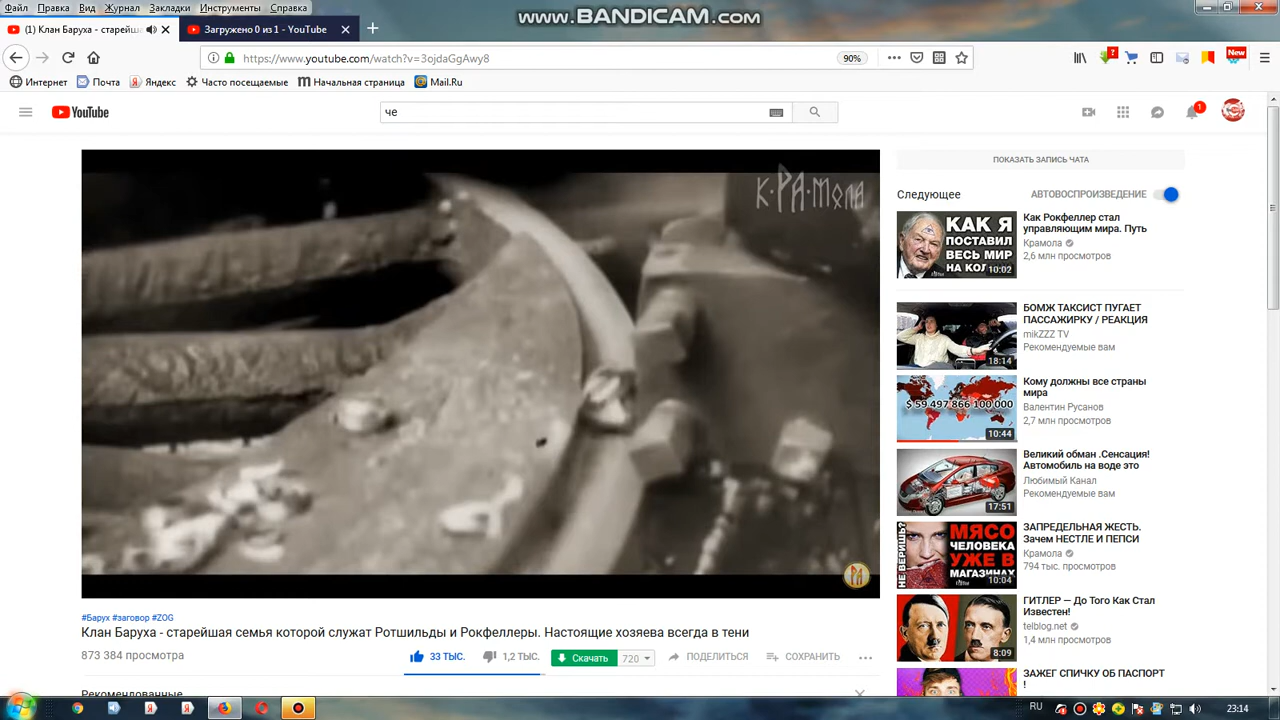 Файл Правка Вид Журнал Закладки Инструменты Справка
www.BANDICAM.com
(1) Клан Баруха - старейша
Загружено 0 из 1 - YouTube
https://www.youtube.com/watch?v=3ojdaGgAwy8
90%
New
Интернет Почта Яндекс Часто посещаемые Начальная страница Mail.Ru
YouTube
че
1
К·РА·МОЛА
ПОКАЗАТЬ ЗАПИСЬ ЧАТА
Следующее
АВТОВОСПРОИЗВЕДЕНИЕ
КАК Я
ПОСТАВИЛ
ВЕСЬ МИР
10:02
Как Рокфеллер стал
управляющим мира. Путь
Крамола
2,6 млн просмотров
18:14
БОМЖ ТАКСИСТ ПУГАЕТ
ПАССАЖИРКУ / РЕАКЦИЯ
mikZZZ TV
Рекомендуемые вам
$ 59 497 866 100 000
10:44
Кому должны все страны
мира
Валентин Русанов
2,7 млн просмотров
17:51
Великий обман .Сенсация!
Автомобиль на воде это
Любимый Канал
Рекомендуемые вам
НЕ ВЕРИШЬ?
МЯСО
ЧЕЛОВЕКА
УЖЕ В
МАГАЗИНАХ
10:04
ЗАПРЕДЕЛЬНАЯ ЖЕСТЬ.
Зачем НЕСТЛЕ И ПЕПСИ
Крамола
794 тыс. просмотров
8:09
ГИТЛЕР — До Того Как Стал
Известен!
telblog.net
1,4 млн просмотров
ЗАЖЕГ СПИЧКУ ОБ ПАСПОРТ
!
#Барух #заговор #ZOG
Клан Баруха - старейшая семья которой служат Ротшильды и Рокфеллеры. Настоящие хозяева всегда в тени
873 384 просмотра
33 ТЫС.
1,2 ТЫС.
Скачать
720
ПОДЕЛИТЬСЯ
СОХРАНИТЬ
Рекомендованные
RU
23:14